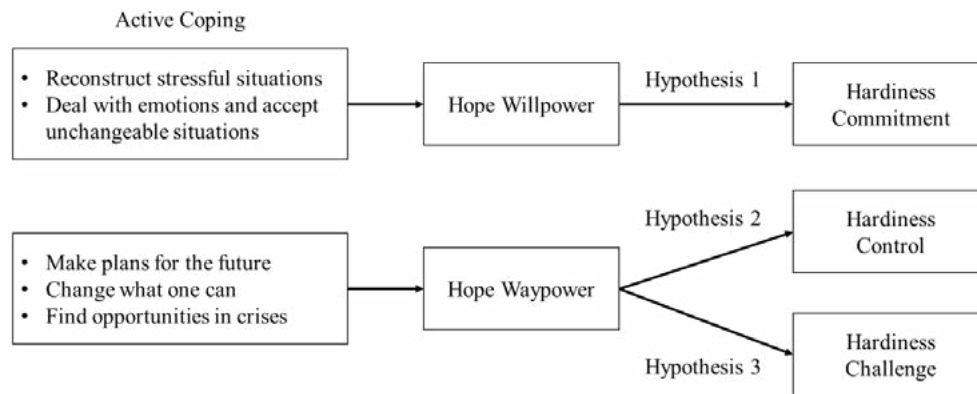 Active Coping
• Reconstruct stressful situations
• Deal with emotions and accept
unchangeable situations
Hope Willpower
Hypothesis 1
Hardiness
Commitment
• Make plans for the future
• Change what one can
• Find opportunities in crises
Hope Waypower
Hypothesis 2
Hardiness
Control
Hypothesis 3
Hardiness
Challenge